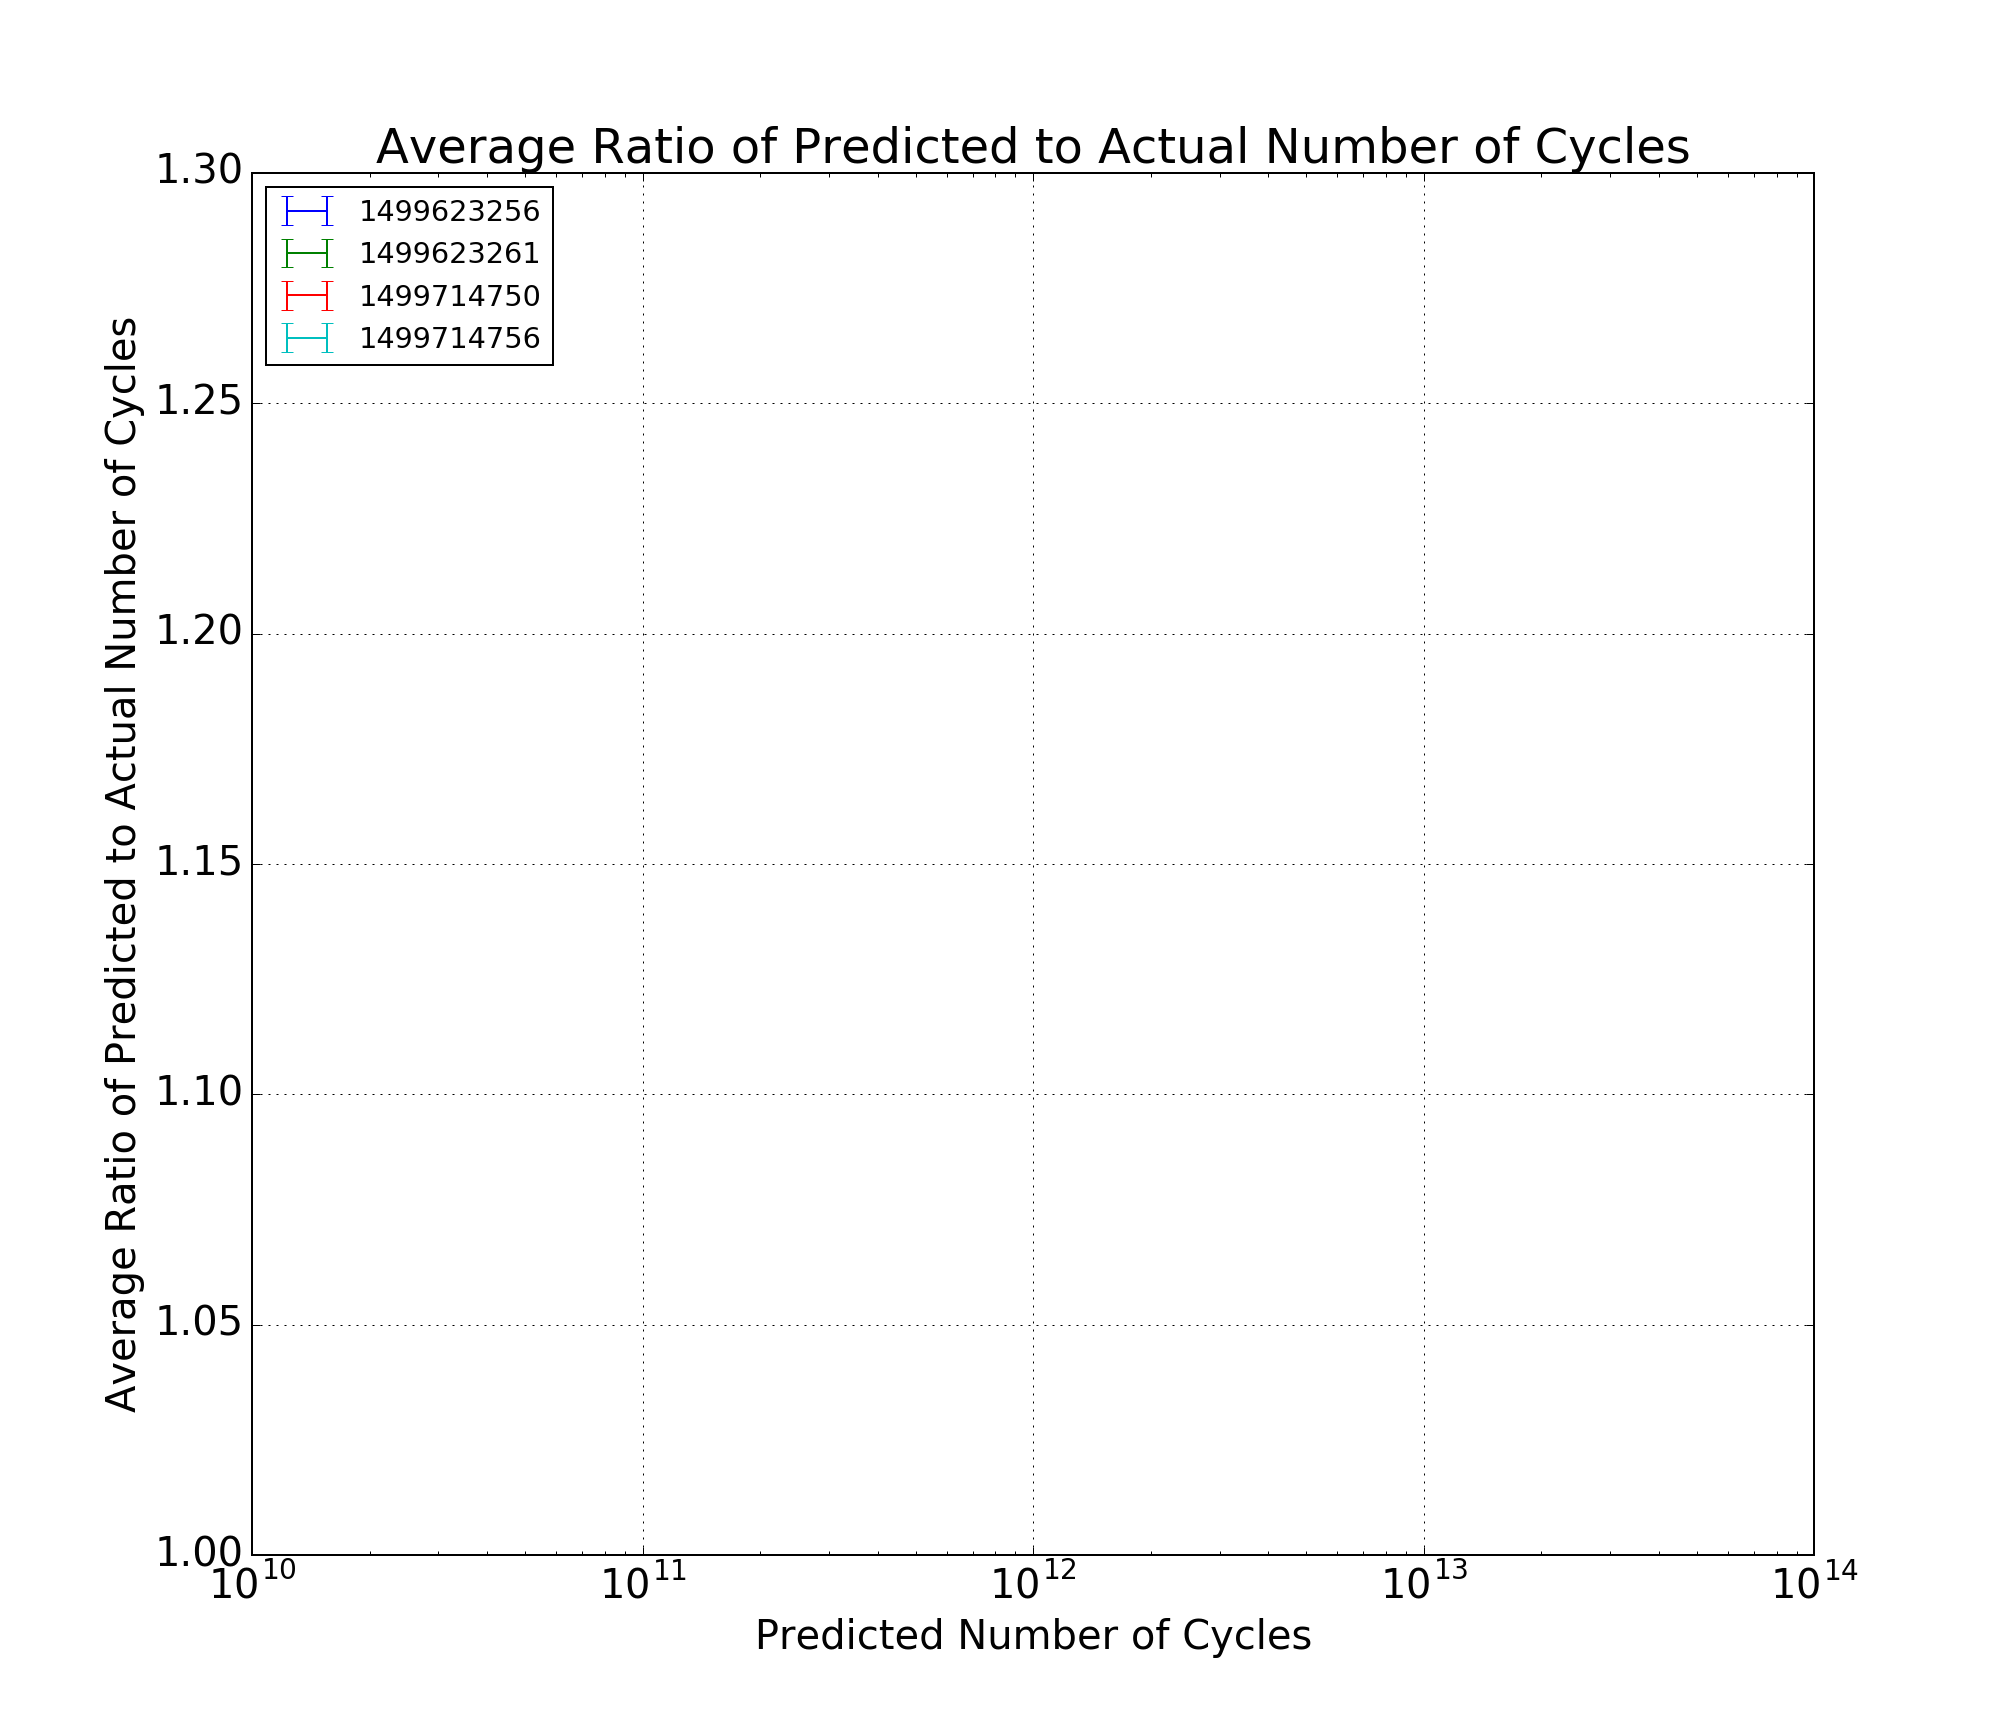 Average Ratio of Predicted to Actual Number of Cycles
1499623256
1499623261
1499714750
1499714756
Average Ratio of Predicted to Actual Number of Cycles
1.30
1.25
1.20
1.15
1.10
1.05
1.00
10^10 10^11 10^12 10^13 10^14
Predicted Number of Cycles